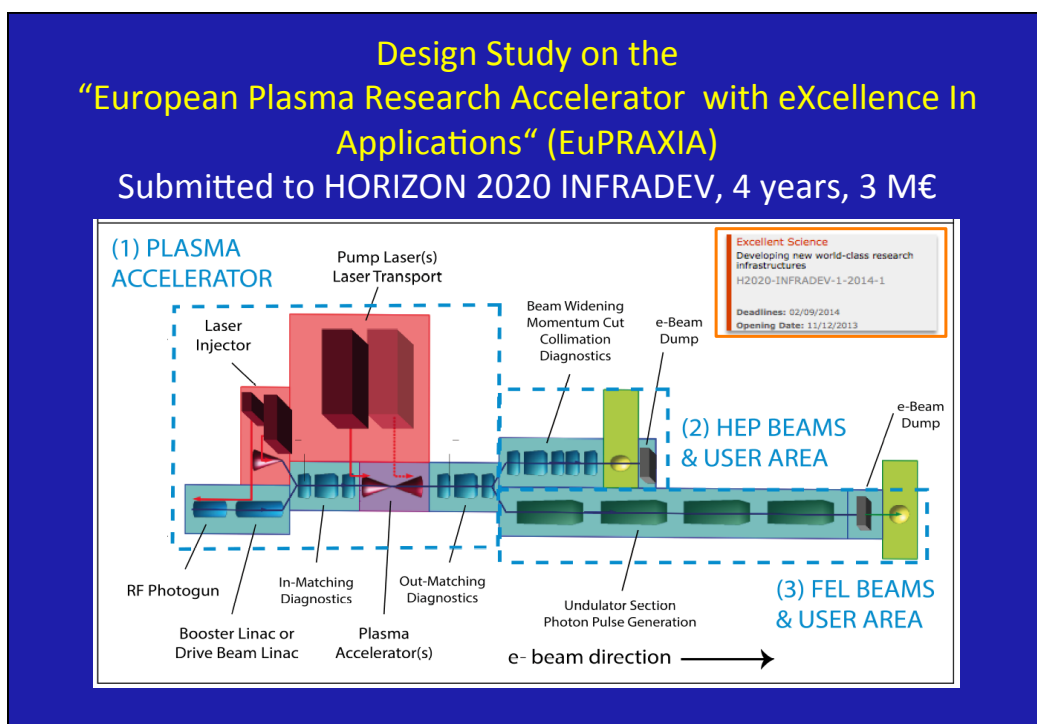 Design Study on the
“European Plasma Research Accelerator with eXcellence In
Applications“ (EuPRAXIA)
Submitted to HORIZON 2020 INFRADEV, 4 years, 3 M€
(1) PLASMA
ACCELERATOR
Pump Laser(s)
Laser Transport
Laser
Injector
Beam Widening
Momentum Cut
Collimation
Diagnostics
e-Beam
Dump
Excellent Science
Developing new world-class research
infrastructures
H2020-INFRADEV-1-2014-1
Deadlines: 02/09/2014
Opening Date: 11/12/2013
(2) HEP BEAMS
& USER AREA
e-Beam
Dump
RF Photogun
In-Matching
Diagnostics
Out-Matching
Diagnostics
Booster Linac or
Drive Beam Linac
Plasma
Accelerator(s)
Undulator Section
Photon Pulse Generation
(3) FEL BEAMS
& USER AREA
e- beam direction